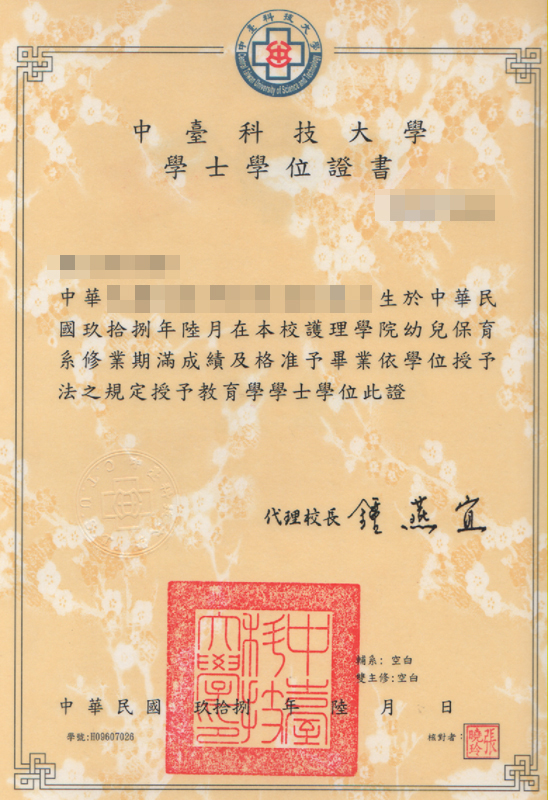 中臺科技大學
Central Taiwan University of Science and Technology
中臺科技大學
學士學位證書
中華 生於中華民
國玖拾捌年陸月在本校護理學院幼兒保育
系修業期滿成績及格准予畢業依學位授予
法之規定授予教育學學士學位此證
代理校長 鍾燕宜
中臺科技大學印
輔系: 空白
雙主修: 空白
中華民國 玖拾捌 年 陸 月 日
學號:H09607026
核對者: